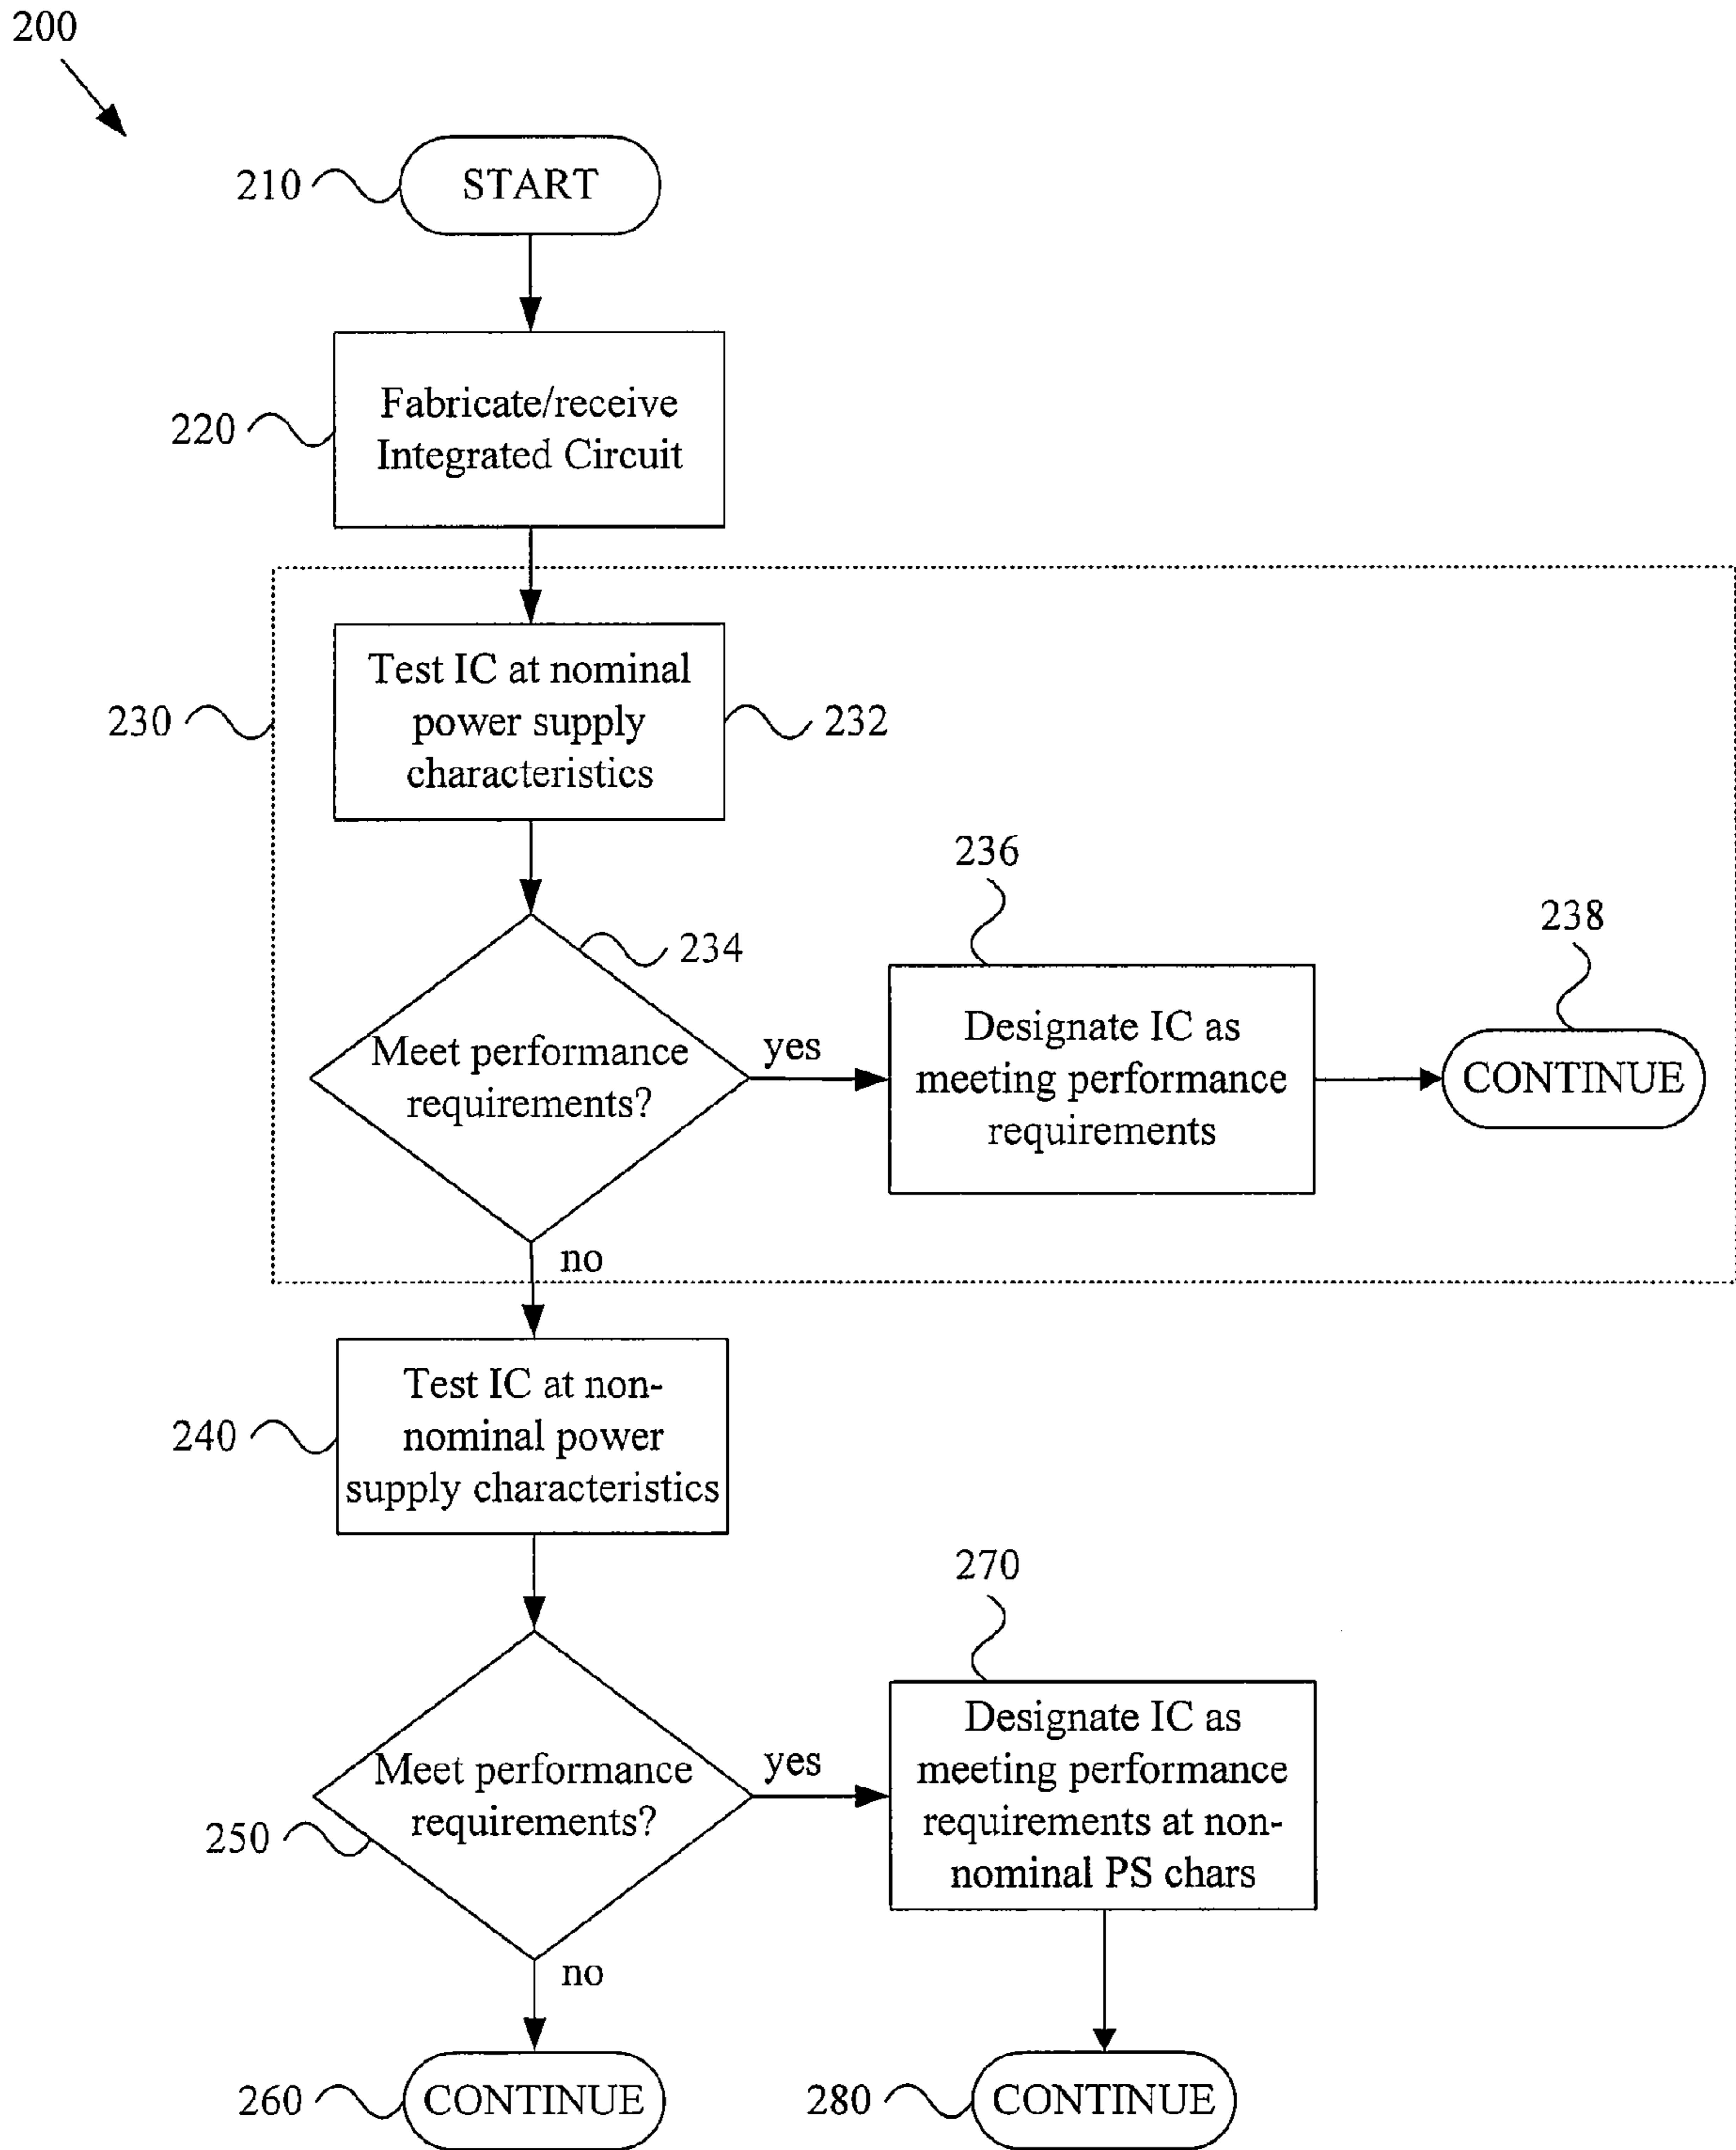 200
210
START
220
Fabricate/receive
Integrated Circuit
230
Test IC at nominal
power supply
characteristics
232
234
Meet performance
requirements?
yes
236
Designate IC as
meeting performance
requirements
238
CONTINUE
no
240
Test IC at non-
nominal power
supply characteristics
250
Meet performance
requirements?
yes
270
Designate IC as
meeting performance
requirements at non-
nominal PS chars
no
260
CONTINUE
280
CONTINUE